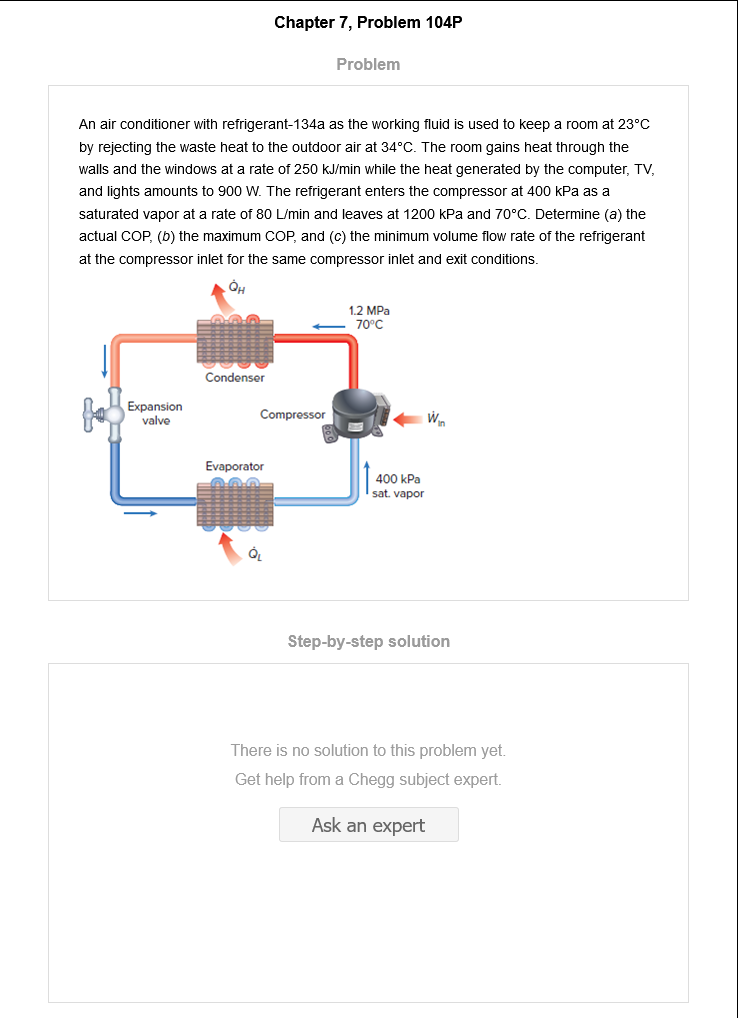 Chapter 7, Problem 104P
Problem
An air conditioner with refrigerant-134a as the working fluid is used to keep a room at 23°C
by rejecting the waste heat to the outdoor air at 34°C. The room gains heat through the
walls and the windows at a rate of 250 kJ/min while the heat generated by the computer, TV,
and lights amounts to 900 W. The refrigerant enters the compressor at 400 kPa as a
saturated vapor at a rate of 80 L/min and leaves at 1200 kPa and 70°C. Determine (a) the
actual COP, (b) the maximum COP, and (c) the minimum volume flow rate of the refrigerant
at the compressor inlet for the same compressor inlet and exit conditions.
Q̇H
1.2 MPa
70°C
Condenser
Expansion
valve
Compressor
Ẇin
Evaporator
400 kPa
sat. vapor
Q̇L
Step-by-step solution
There is no solution to this problem yet.
Get help from a Chegg subject expert.
Ask an expert